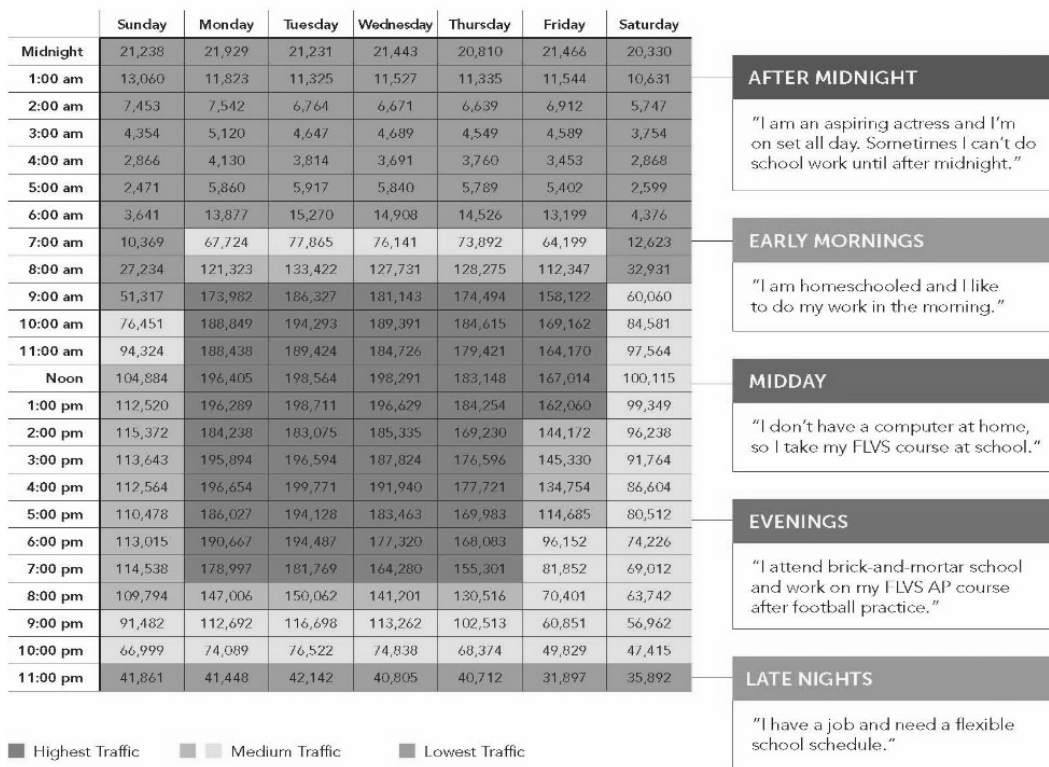 Sunday Monday Tuesday Wednesday Thursday Friday Saturday
Midnight 21,238 21,929 21,231 21,443 20,810 21,466 20,330
1:00 am 13,060 11,823 11,325 11,527 11,335 11,544 10,631
2:00 am 7,453 7,542 6,764 6,671 6,639 6,912 5,747
3:00 am 4,354 5,120 4,647 4,689 4,549 4,589 3,754
4:00 am 2,866 4,130 3,814 3,691 3,760 3,453 2,868
5:00 am 2,471 5,860 5,917 5,840 5,789 5,402 2,599
6:00 am 3,641 13,877 15,270 14,908 14,526 13,199 4,376
7:00 am 10,369 67,724 77,865 76,141 73,892 64,199 12,623
8:00 am 27,234 121,323 133,422 127,731 128,275 112,347 32,931
9:00 am 51,317 173,982 186,327 181,143 174,494 158,122 60,060
10:00 am 76,451 188,849 194,293 189,391 184,615 169,162 84,581
11:00 am 94,324 188,438 189,424 184,726 179,421 164,170 97,564
Noon 104,884 196,405 198,564 198,291 183,148 167,014 100,115
1:00 pm 112,520 196,289 198,711 196,629 184,254 162,060 99,349
2:00 pm 115,372 184,238 183,075 185,335 169,230 144,172 96,238
3:00 pm 113,643 195,894 196,594 187,824 176,596 145,330 91,764
4:00 pm 112,564 196,654 199,771 191,940 177,721 134,754 86,604
5:00 pm 110,478 186,027 194,128 183,463 169,983 114,685 80,512
6:00 pm 113,015 190,667 194,487 177,320 168,083 96,152 74,226
7:00 pm 114,538 178,997 181,769 164,280 155,301 81,852 69,012
8:00 pm 109,794 147,006 150,062 141,201 130,516 70,401 63,742
9:00 pm 91,482 112,692 116,698 113,262 102,513 60,851 56,962
10:00 pm 66,999 74,089 76,522 74,838 68,374 49,829 47,415
11:00 pm 41,861 41,448 42,142 40,805 40,712 31,897 35,892
Highest Traffic Medium Traffic Lowest Traffic
AFTER MIDNIGHT
"I am an aspiring actress and I'm
on set all day. Sometimes I can't do
school work until after midnight."
EARLY MORNINGS
"I am homeschooled and I like
to do my work in the morning."
MIDDAY
"I don't have a computer at home,
so I take my FLVS course at school."
EVENINGS
"I attend brick-and-mortar school
and work on my FLVS AP course
after football practice."
LATE NIGHTS
"I have a job and need a flexible
school schedule."